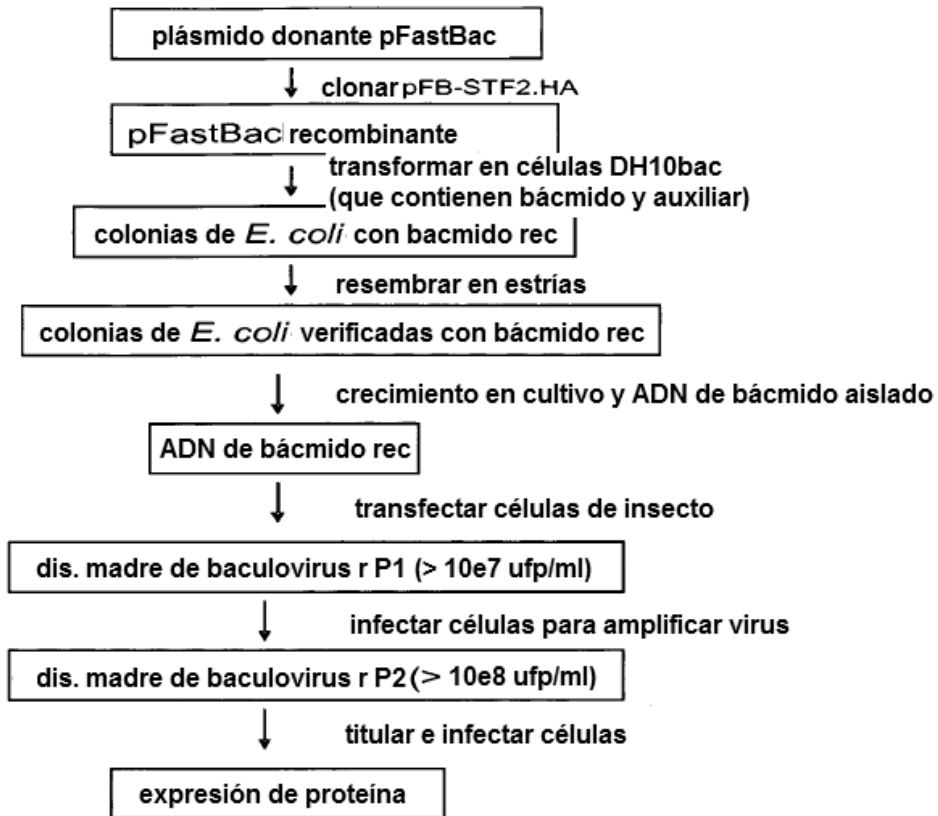 plásmido donante pFastBac
clonar pFB-STF2.HA
pFastBac recombinante
transformar en células DH10bac
(que contienen bácmido y auxiliar)
colonias de E. coli con bacmido rec
resembrar en estrías
colonias de E. coli verificadas con bácmido rec
crecimiento en cultivo y ADN de bácmido aislado
ADN de bácmido rec
transfectar células de insecto
dis. madre de baculovirus r P1 (> 10e7 ufp/ml)
infectar células para amplificar virus
dis. madre de baculovirus r P2 (> 10e8 ufp/ml)
titular e infectar células
expresión de proteína